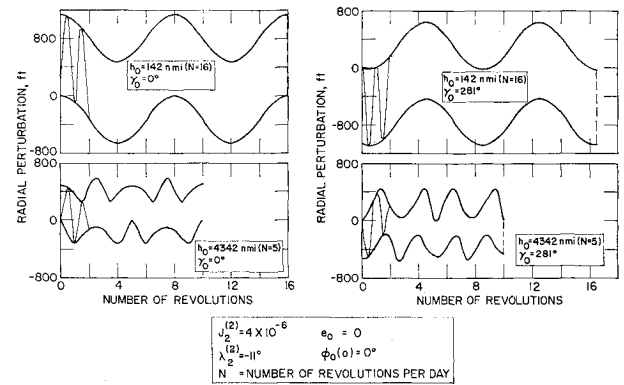 RADIAL PERTURBATION, ft
800
0
-800
800
0
-800
h₀=142 nmi (N=16)
γ₀=0°
h₀=4342 nmi (N=5)
γ₀=0°
0 4 8 12 16
NUMBER OF REVOLUTIONS
RADIAL PERTURBATION, ft
800
0
-800
800
0
-800
h₀=142 nmi (N=16)
γ₀=281°
h₀=4342 nmi (N=5)
γ₀=281°
0 4 8 12 16
NUMBER OF REVOLUTIONS
J₂⁽²⁾=4 X 10⁻⁶ e₀ = 0
λ₂⁽²⁾=-11° ϕ₀(0)=0°
N =NUMBER OF REVOLUTIONS PER DAY